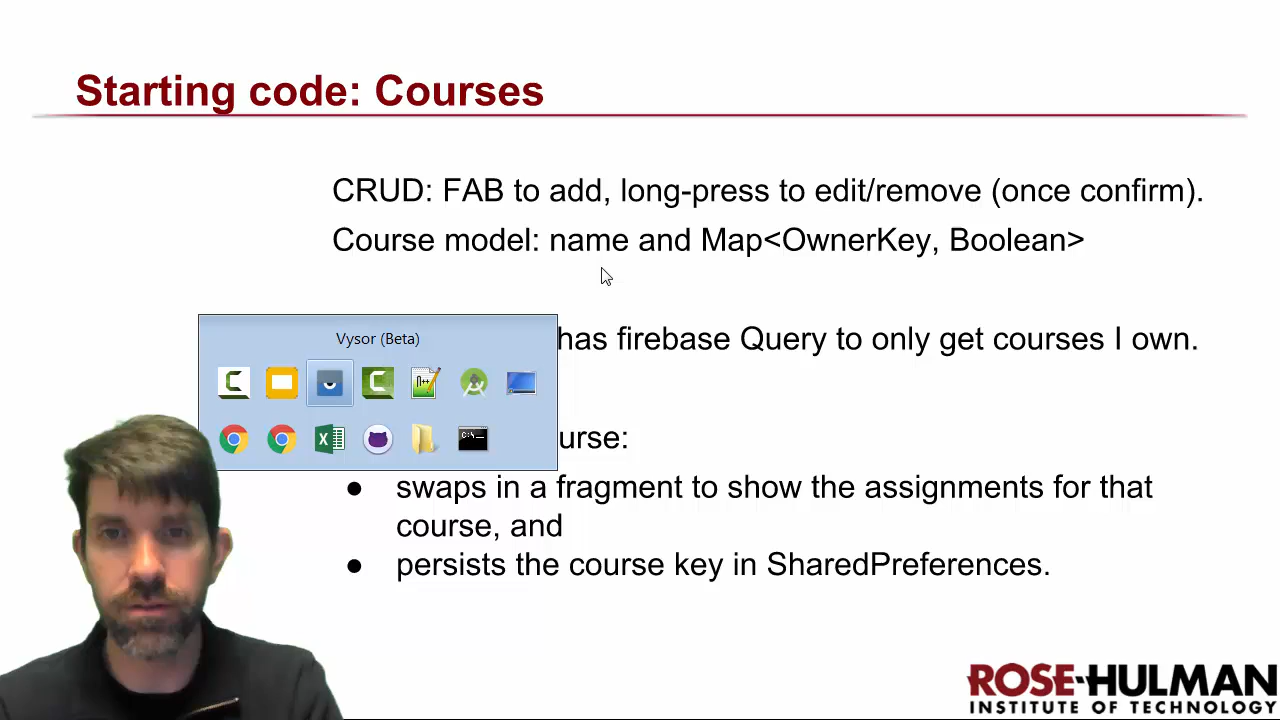 Starting code: Courses
CRUD: FAB to add, long-press to edit/remove (once confirm).
Course model: name and Map<OwnerKey, Boolean>
Vysor (Beta)
has firebase Query to only get courses I own.
urse:
● swaps in a fragment to show the assignments for that
course, and
● persists the course key in SharedPreferences.
ROSE-HULMAN
INSTITUTE OF TECHNOLOGY